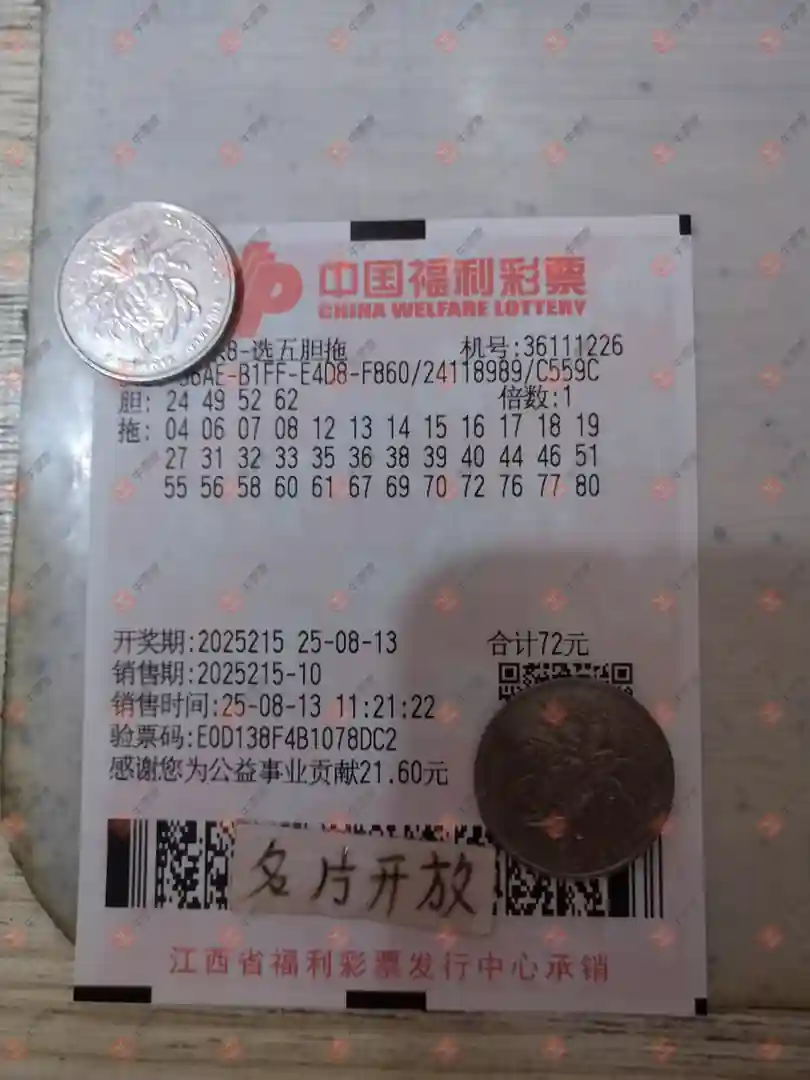 中国福利彩票
CHINA WELFARE LOTTERY
8-选五胆拖 机号:36111226
6AE-B1FF-E4D8-F860/24118989/C559C
胆: 24 49 52 62 倍数:1
拖: 04 06 07 08 12 13 14 15 16 17 18 19
27 31 32 33 35 36 38 39 40 44 46 51
55 56 58 60 61 67 69 70 72 76 77 80
开奖期:2025215 25-08-13 合计72元
销售期:2025215-10
销售时间:25-08-13 11:21:22
验票码:E0D138F4B1078DC2
感谢您为公益事业贡献21.60元
名片开放
江西省福利彩票发行中心承销